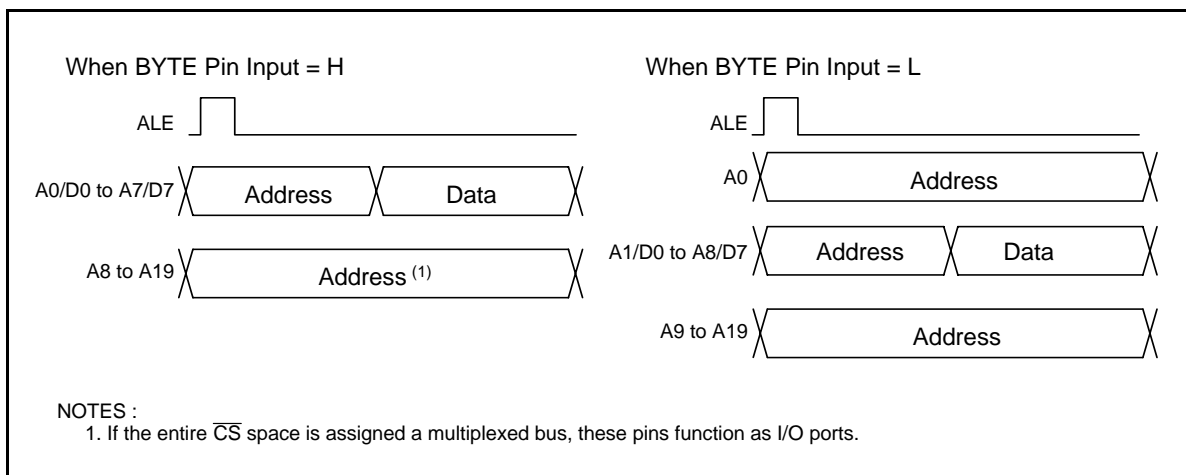 When BYTE Pin Input = H
ALE
A0/D0 to A7/D7
Address
Data
A8 to A19
Address (1)
When BYTE Pin Input = L
ALE
A0
Address
A1/D0 to A8/D7
Address
Data
A9 to A19
Address
NOTES :
1. If the entire C̅S̅ space is assigned a multiplexed bus, these pins function as I/O ports.